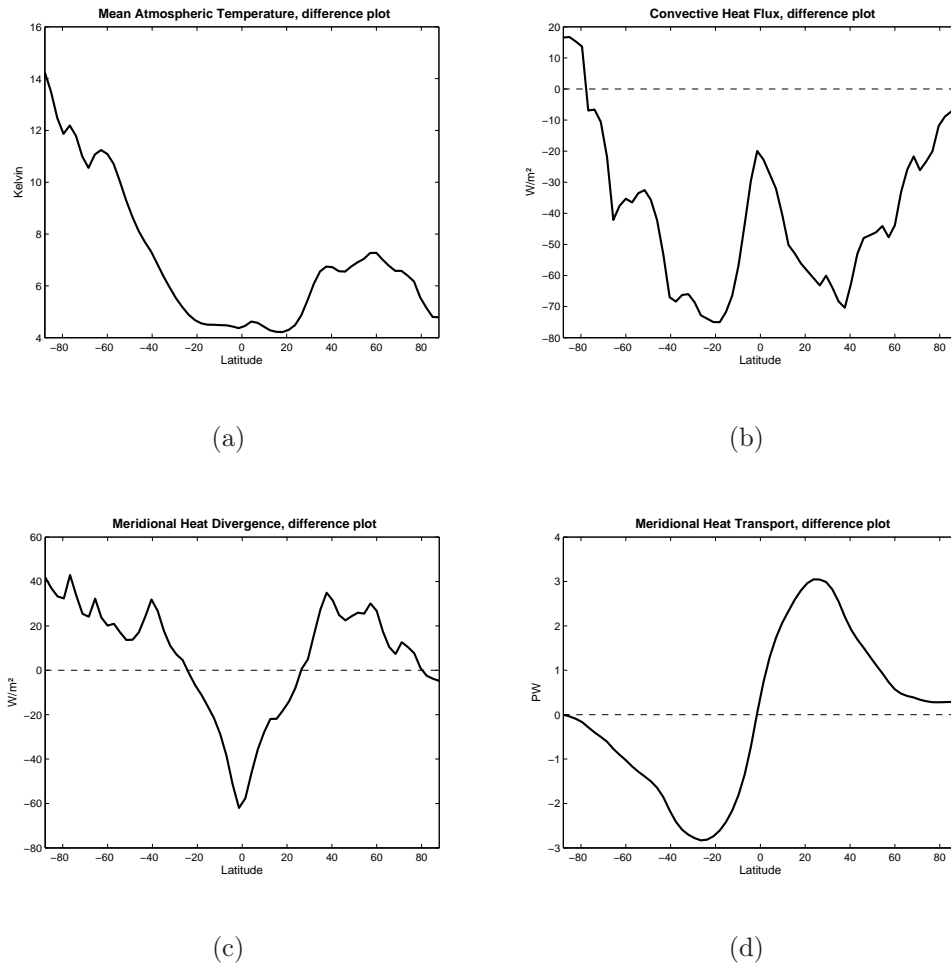 Mean Atmospheric Temperature, difference plot
16
14
12
10
8
6
4
Kelvin
−80 −60 −40 −20 0 20 40 60 80
Latitude
(a)
Convective Heat Flux, difference plot
20
10
0
−10
−20
−30
−40
−50
−60
−70
−80
W/m²
−80 −60 −40 −20 0 20 40 60 80
Latitude
(b)
Meridional Heat Divergence, difference plot
60
40
20
0
−20
−40
−60
−80
W/m²
−80 −60 −40 −20 0 20 40 60 80
Latitude
(c)
Meridional Heat Transport, difference plot
4
3
2
1
0
−1
−2
−3
PW
−80 −60 −40 −20 0 20 40 60 80
Latitude
(d)